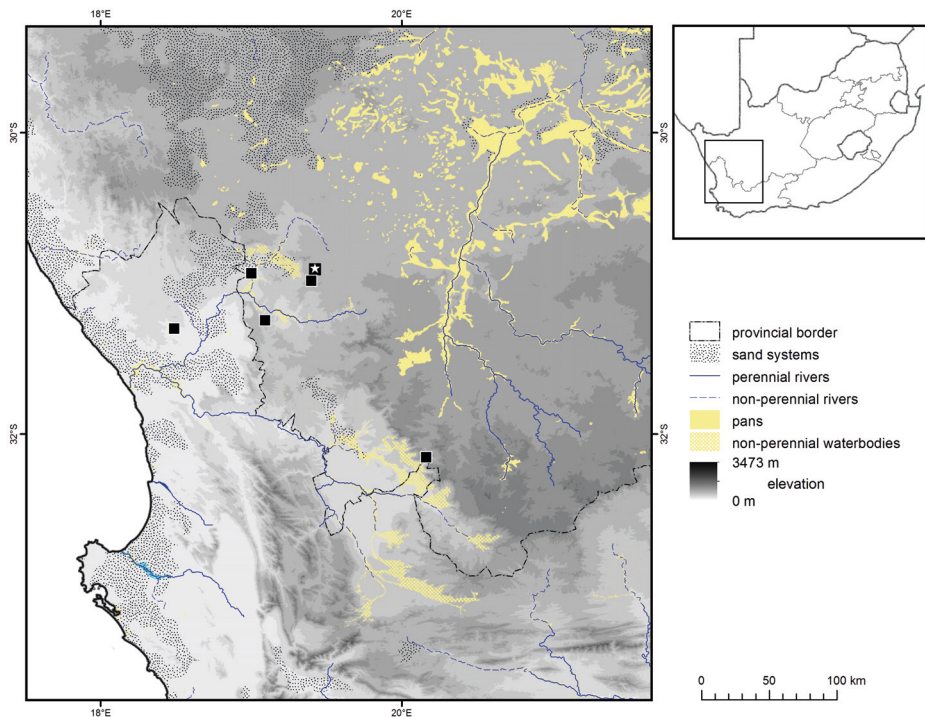 18°E
20°E
30°S
30°S
32°S
32°S
provincial border
sand systems
perennial rivers
non-perennial rivers
pans
non-perennial waterbodies
3473 m
elevation
0 m
18°E
20°E
0 50 100 km